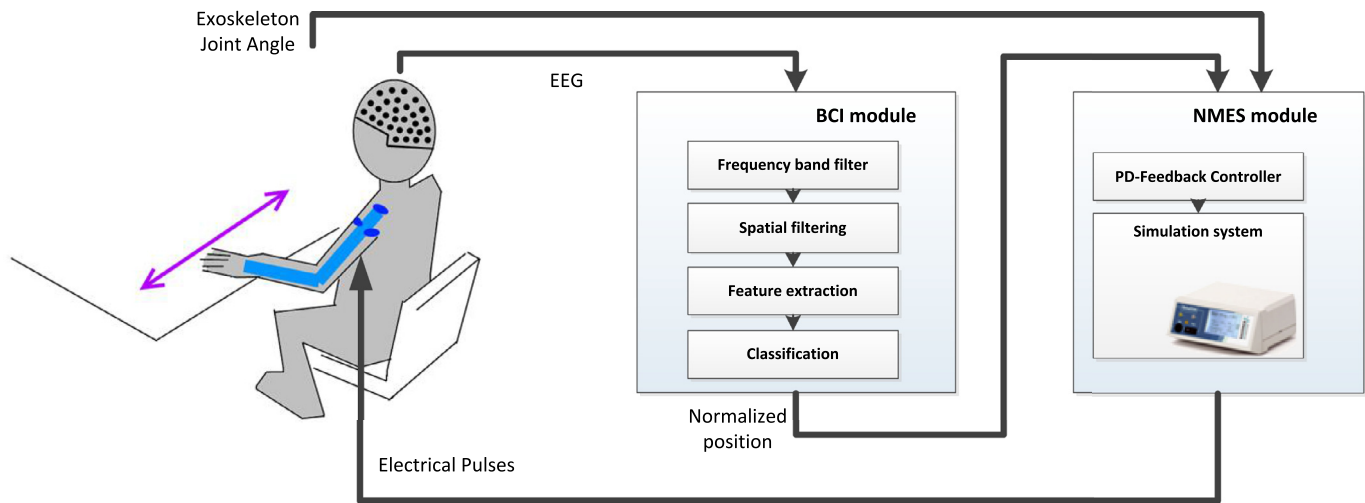 Exoskeleton
Joint Angle
EEG
BCI module
Frequency band filter
Spatial filtering
Feature extraction
Classification
Normalized
position
NMES module
PD-Feedback Controller
Simulation system
Electrical Pulses